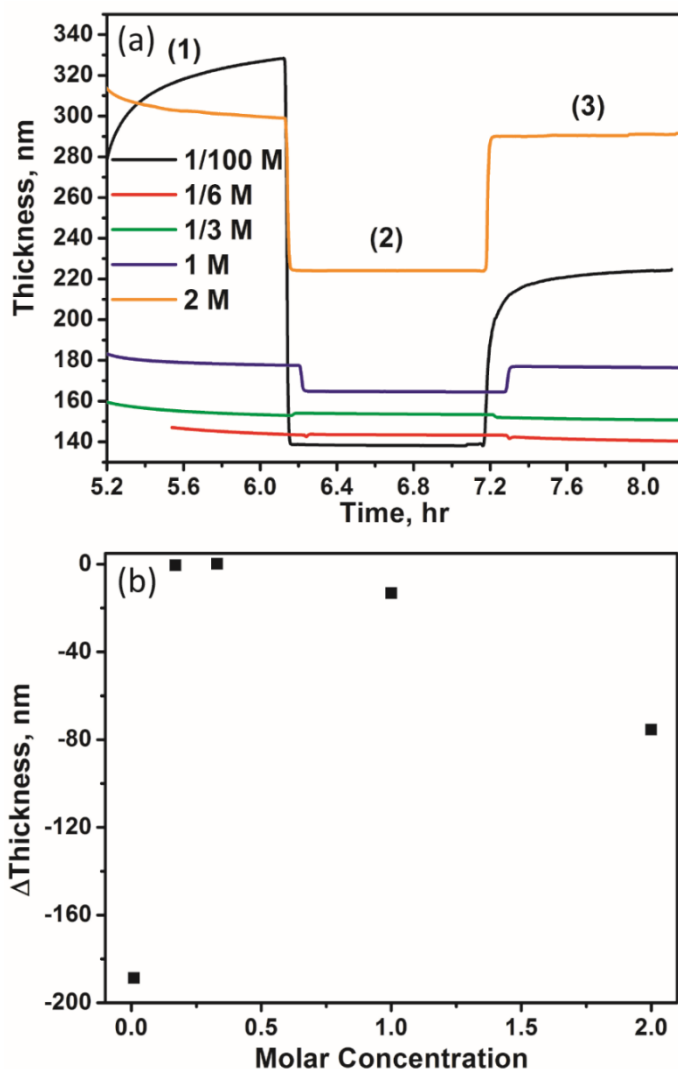 (a)
(1)
(2)
(3)
1/100 M
1/6 M
1/3 M
1 M
2 M
Thickness, nm
340
320
300
280
260
240
220
200
180
160
140
5.2 5.6 6.0 6.4 6.8 7.2 7.6 8.0
Time, hr
(b)
ΔThickness, nm
0
-40
-80
-120
-160
-200
0.0 0.5 1.0 1.5 2.0
Molar Concentration